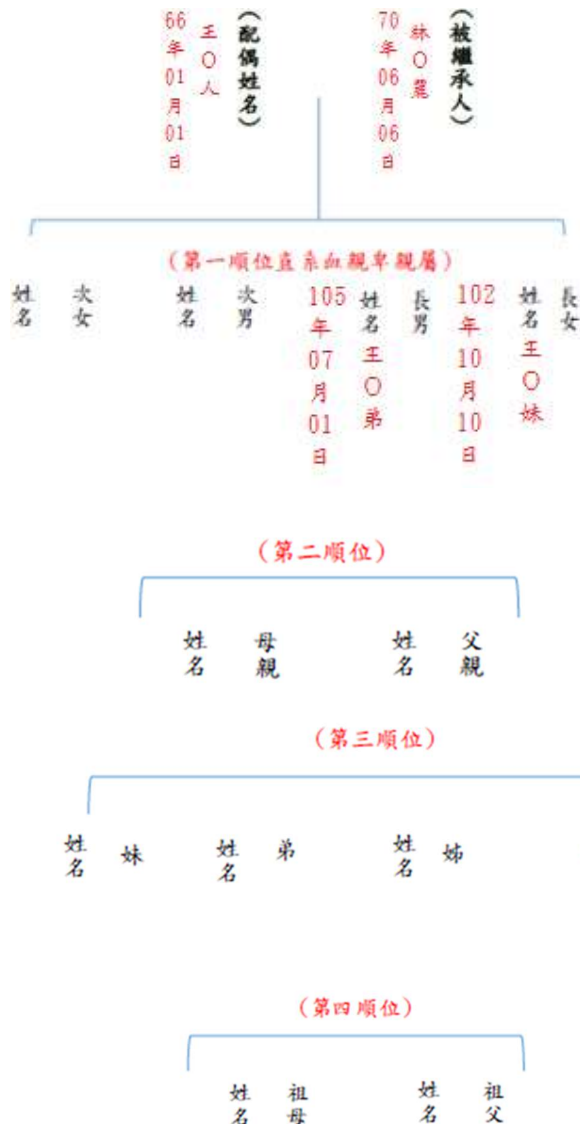 (被繼承人)
林〇麗
70年06月06日
(配偶姓名)
王〇人
66年01月01日
(第一順位直系血親卑親屬)
長女
姓名王〇妹
102年10月10日
長男
姓名王〇弟
105年07月01日
次男
姓名
次女
姓名
(第二順位)
父親
姓名
母親
姓名
(第三順位)
姊
姓名
弟
姓名
妹
姓名
(第四順位)
祖父
姓名
祖母
姓名